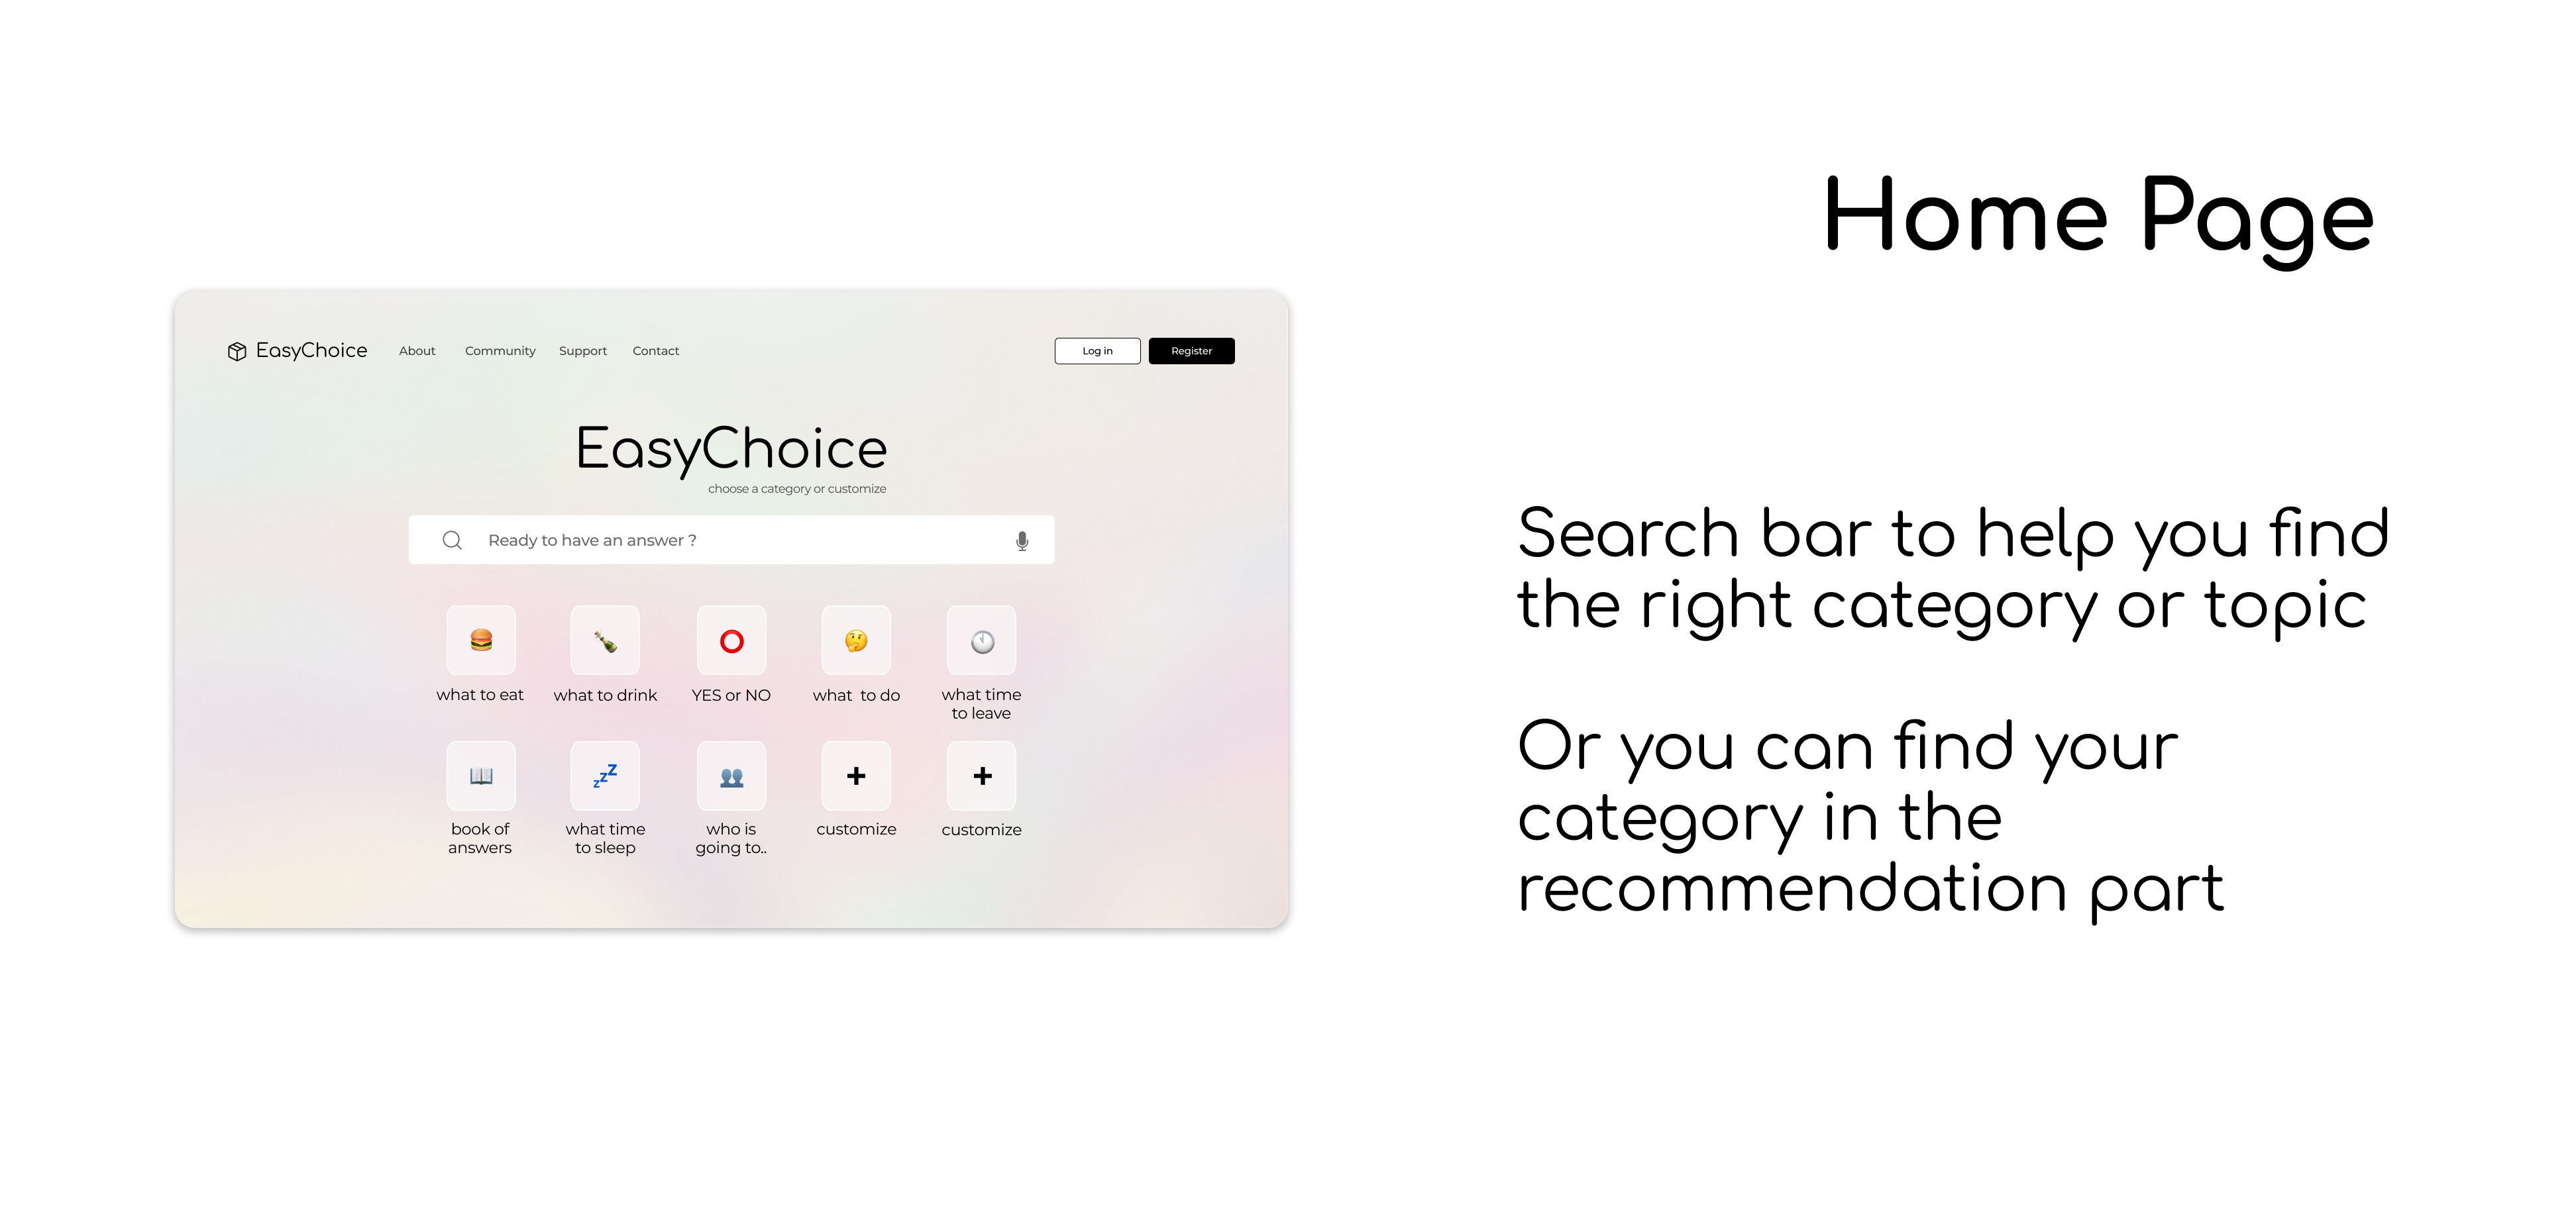 Home Page
EasyChoice About Community Support Contact Log in Register
EasyChoice
choose a category or customize
Ready to have an answer ?
what to eat
what to drink
YES or NO
what  to do
what time
to leave
book of
answers
what time
to sleep
who is
going to..
customize
customize
Search bar to help you find
the right category or topic
Or you can find your
category in the
recommendation part